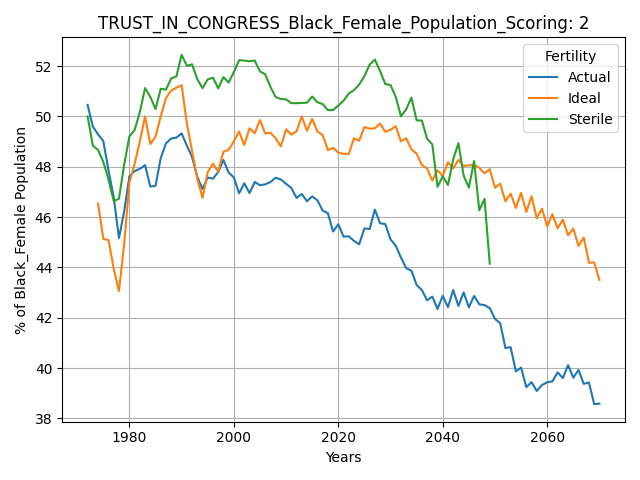 TRUST_IN_CONGRESS_Black_Female_Population_Scoring: 2
% of Black_Female Population
52
50
48
46
44
42
40
38
Fertility
Actual
Ideal
Sterile
1980 2000 2020 2040 2060
Years